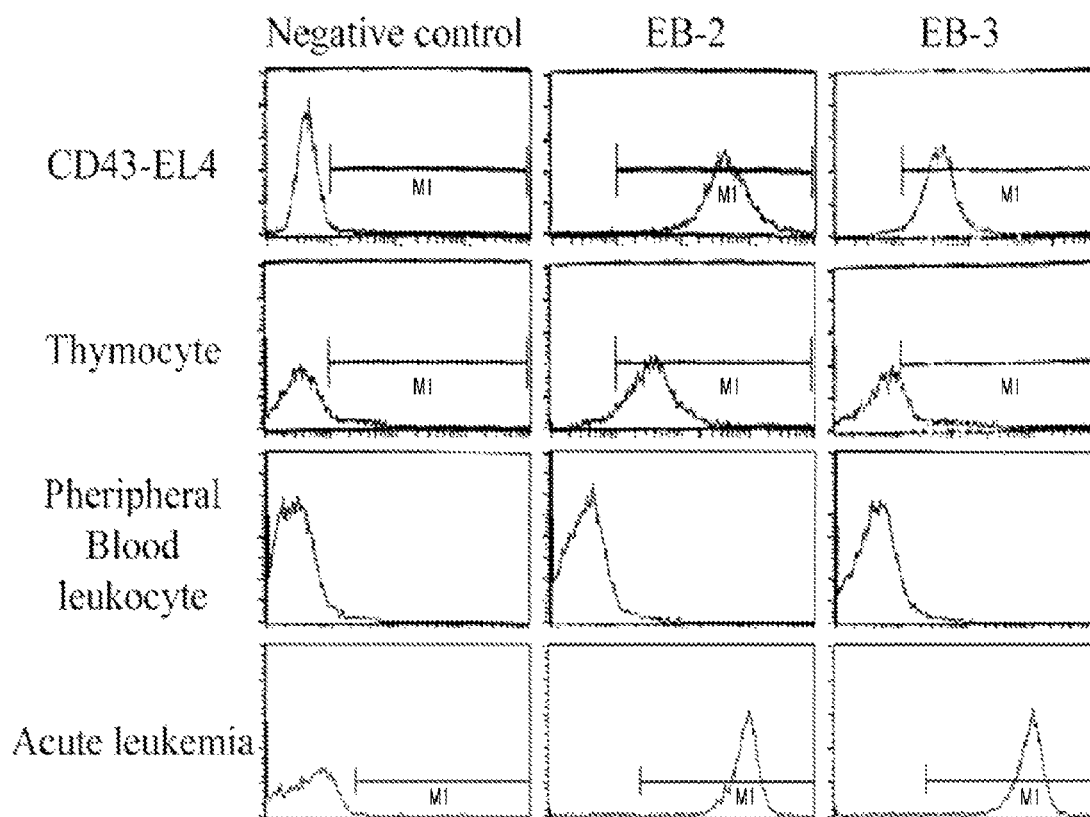 Negative control EB-2 EB-3
CD43-EL4
M1 M1 M1
Thymocyte
M1 M1 M1
Pheripheral
Blood
leukocyte
Acute leukemia
M1 M1 M1